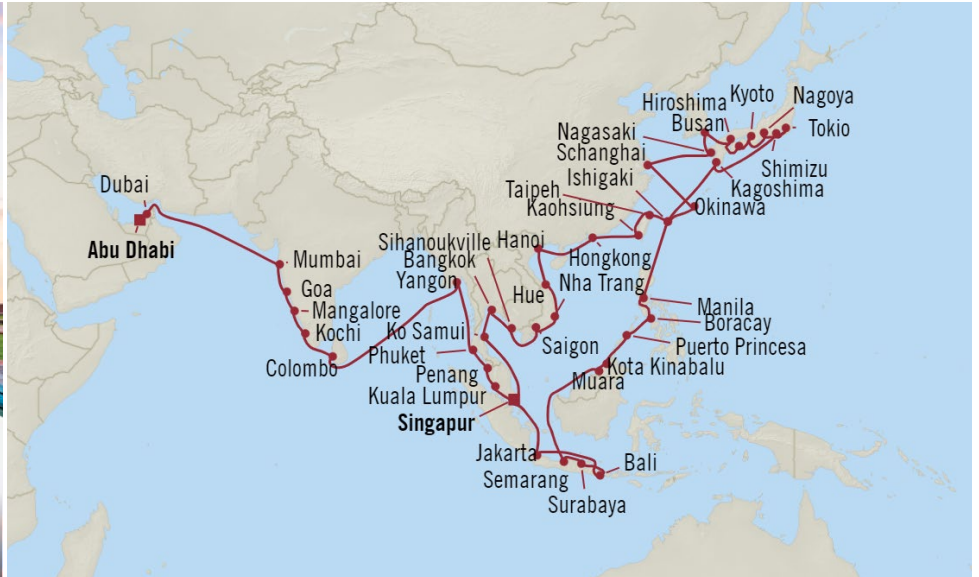 Hiroshima
Kyoto
Nagoya
Busan
Tokio
Nagasaki
Schanghai
Shimizu
Ishigaki
Kagoshima
Dubai
Taipeh
Okinawa
Kaohsiung
Abu Dhabi
Sihanoukville
Hanoi
Mumbai
Bangkok
Hongkong
Yangon
Nha Trang
Goa
Hue
Mangalore
Manila
Kochi
Ko Samui
Boracay
Saigon
Phuket
Puerto Princesa
Colombo
Penang
Kota Kinabalu
Muara
Kuala Lumpur
Singapur
Jakarta
Bali
Semarang
Surabaya